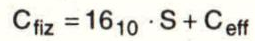 C_fiz = 16_10 · S + C_eff